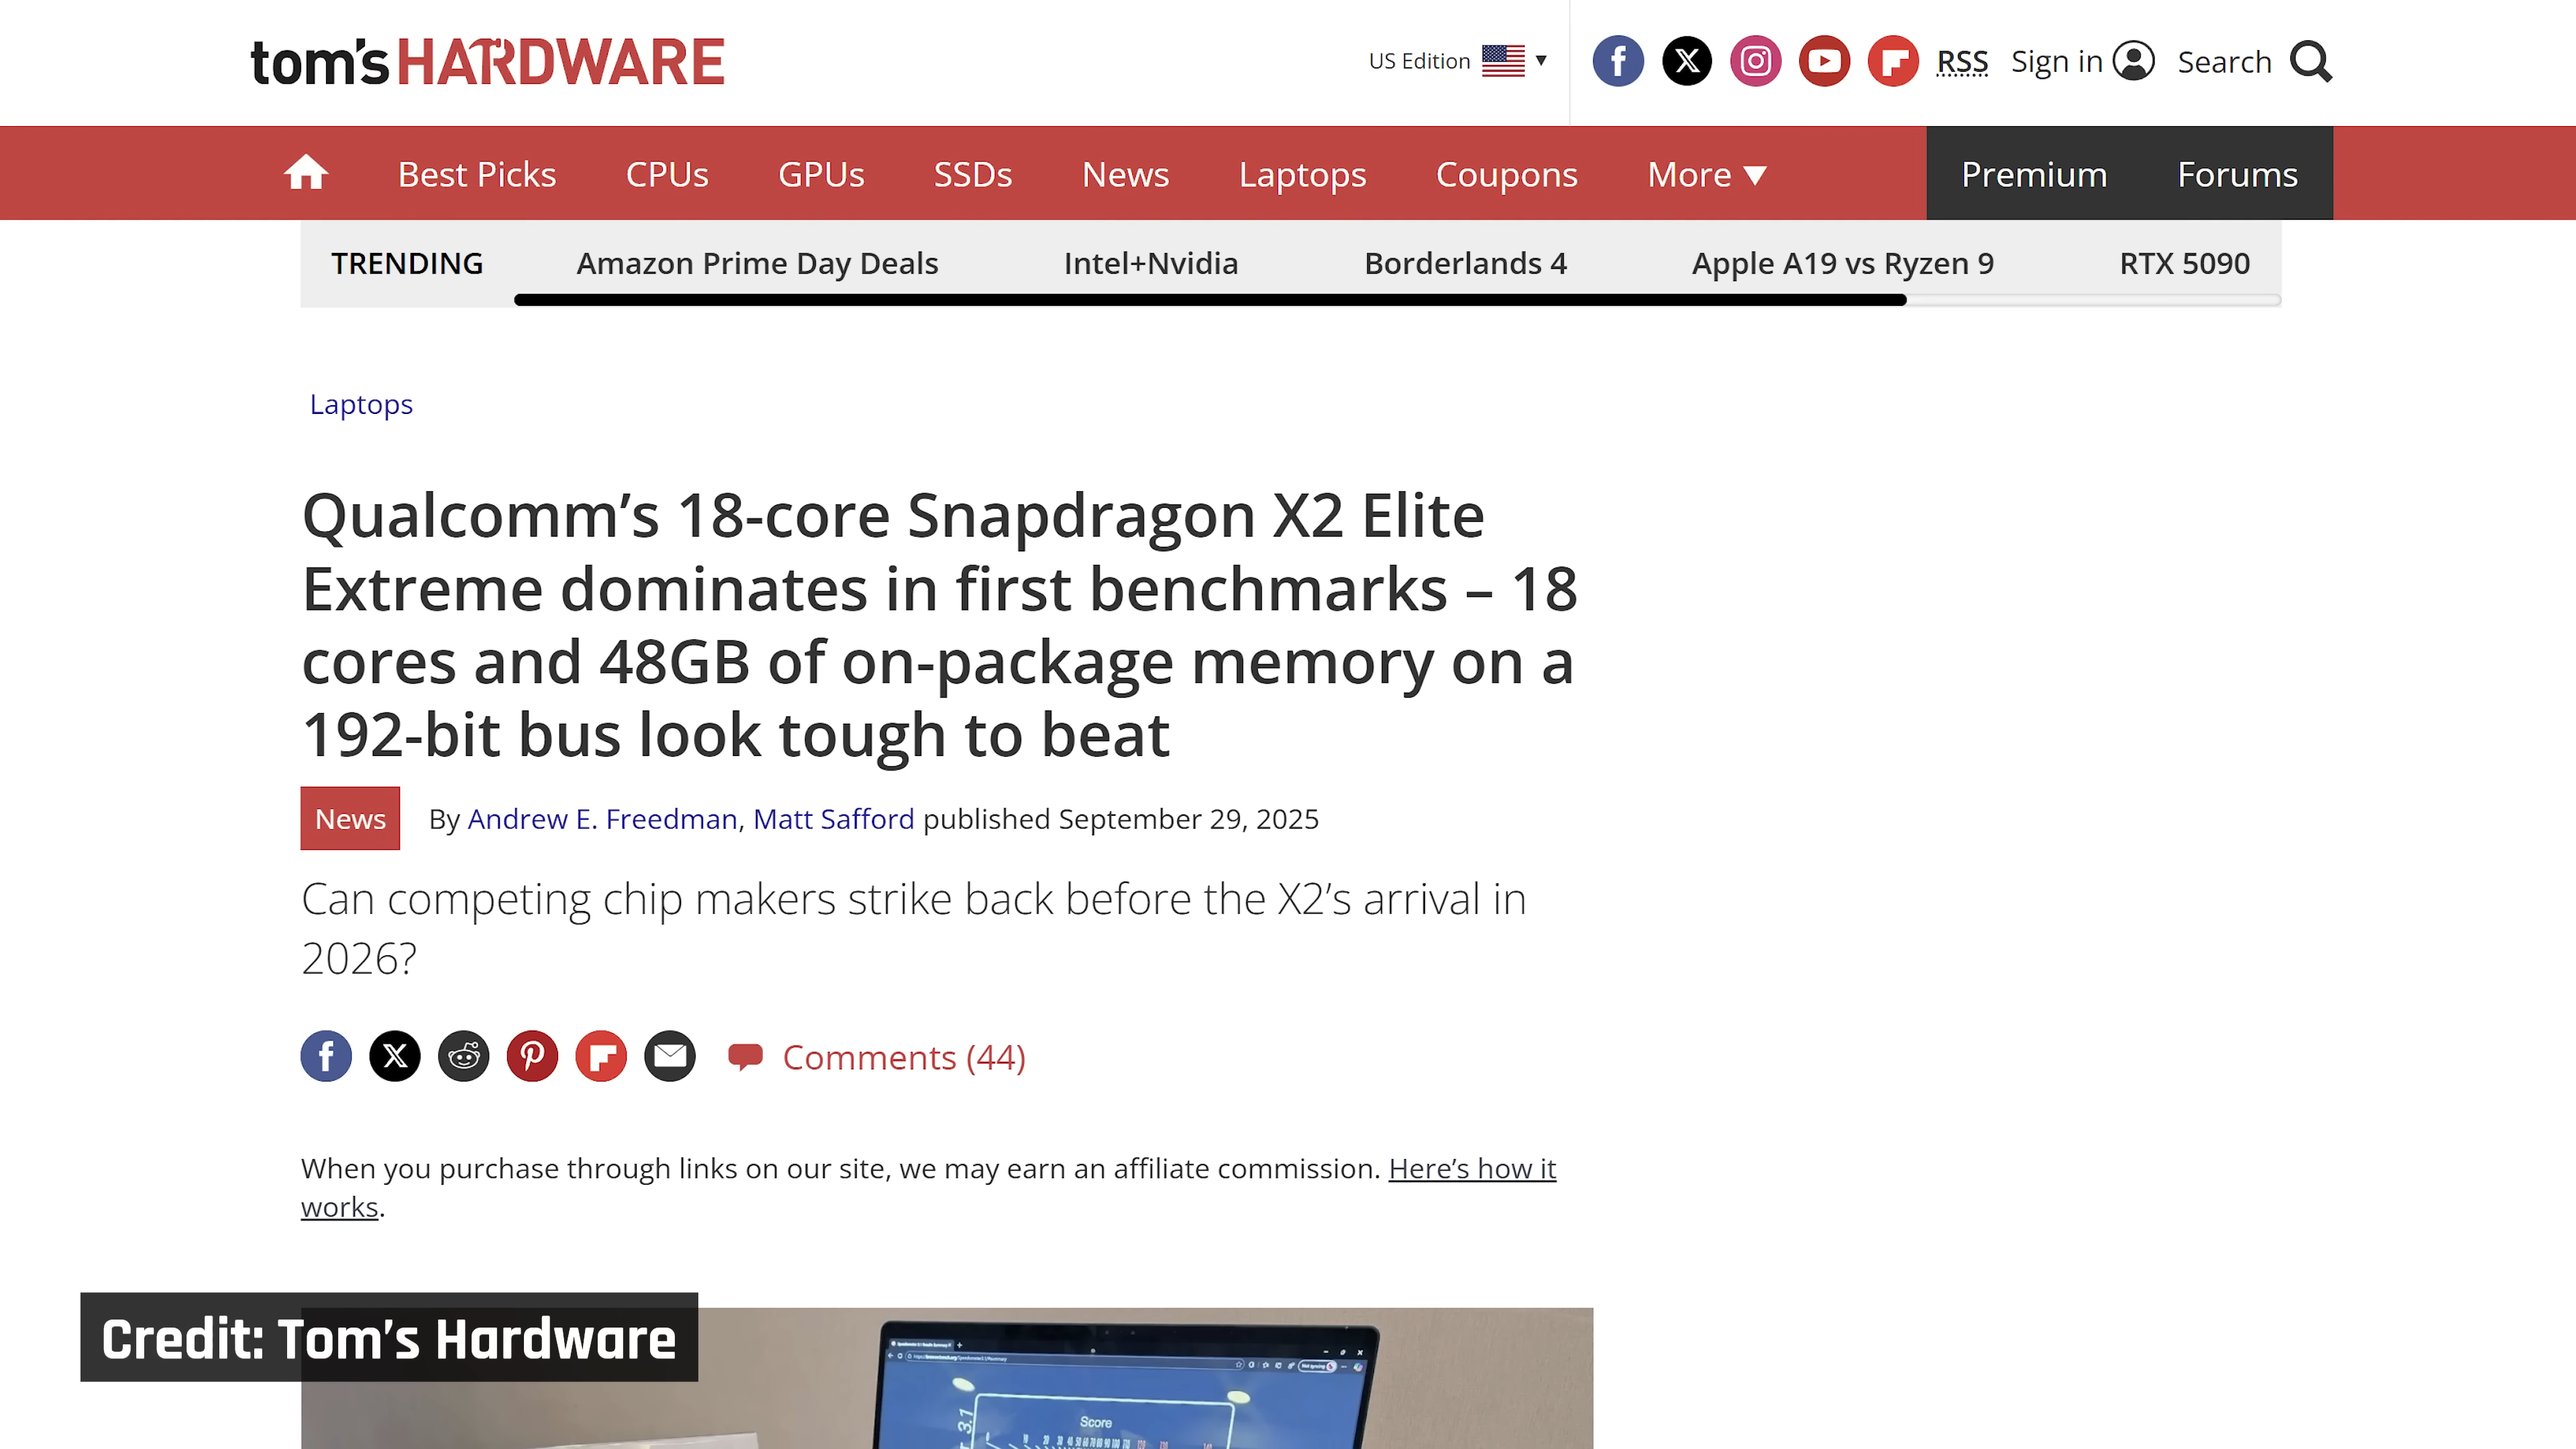 tom's HARDWARE
US Edition
RSS
Sign in
Search
Best Picks
CPUs
GPUs
SSDs
News
Laptops
Coupons
More
Premium
Forums
TRENDING
Amazon Prime Day Deals
Intel+Nvidia
Borderlands 4
Apple A19 vs Ryzen 9
RTX 5090
Laptops
Qualcomm’s 18-core Snapdragon X2 Elite
Extreme dominates in first benchmarks – 18
cores and 48GB of on-package memory on a
192-bit bus look tough to beat
News
By Andrew E. Freedman, Matt Safford published September 29, 2025
Can competing chip makers strike back before the X2’s arrival in
2026?
Comments (44)
When you purchase through links on our site, we may earn an affiliate commission. Here’s how it
works.
Credit: Tom's Hardware
Score
3.1